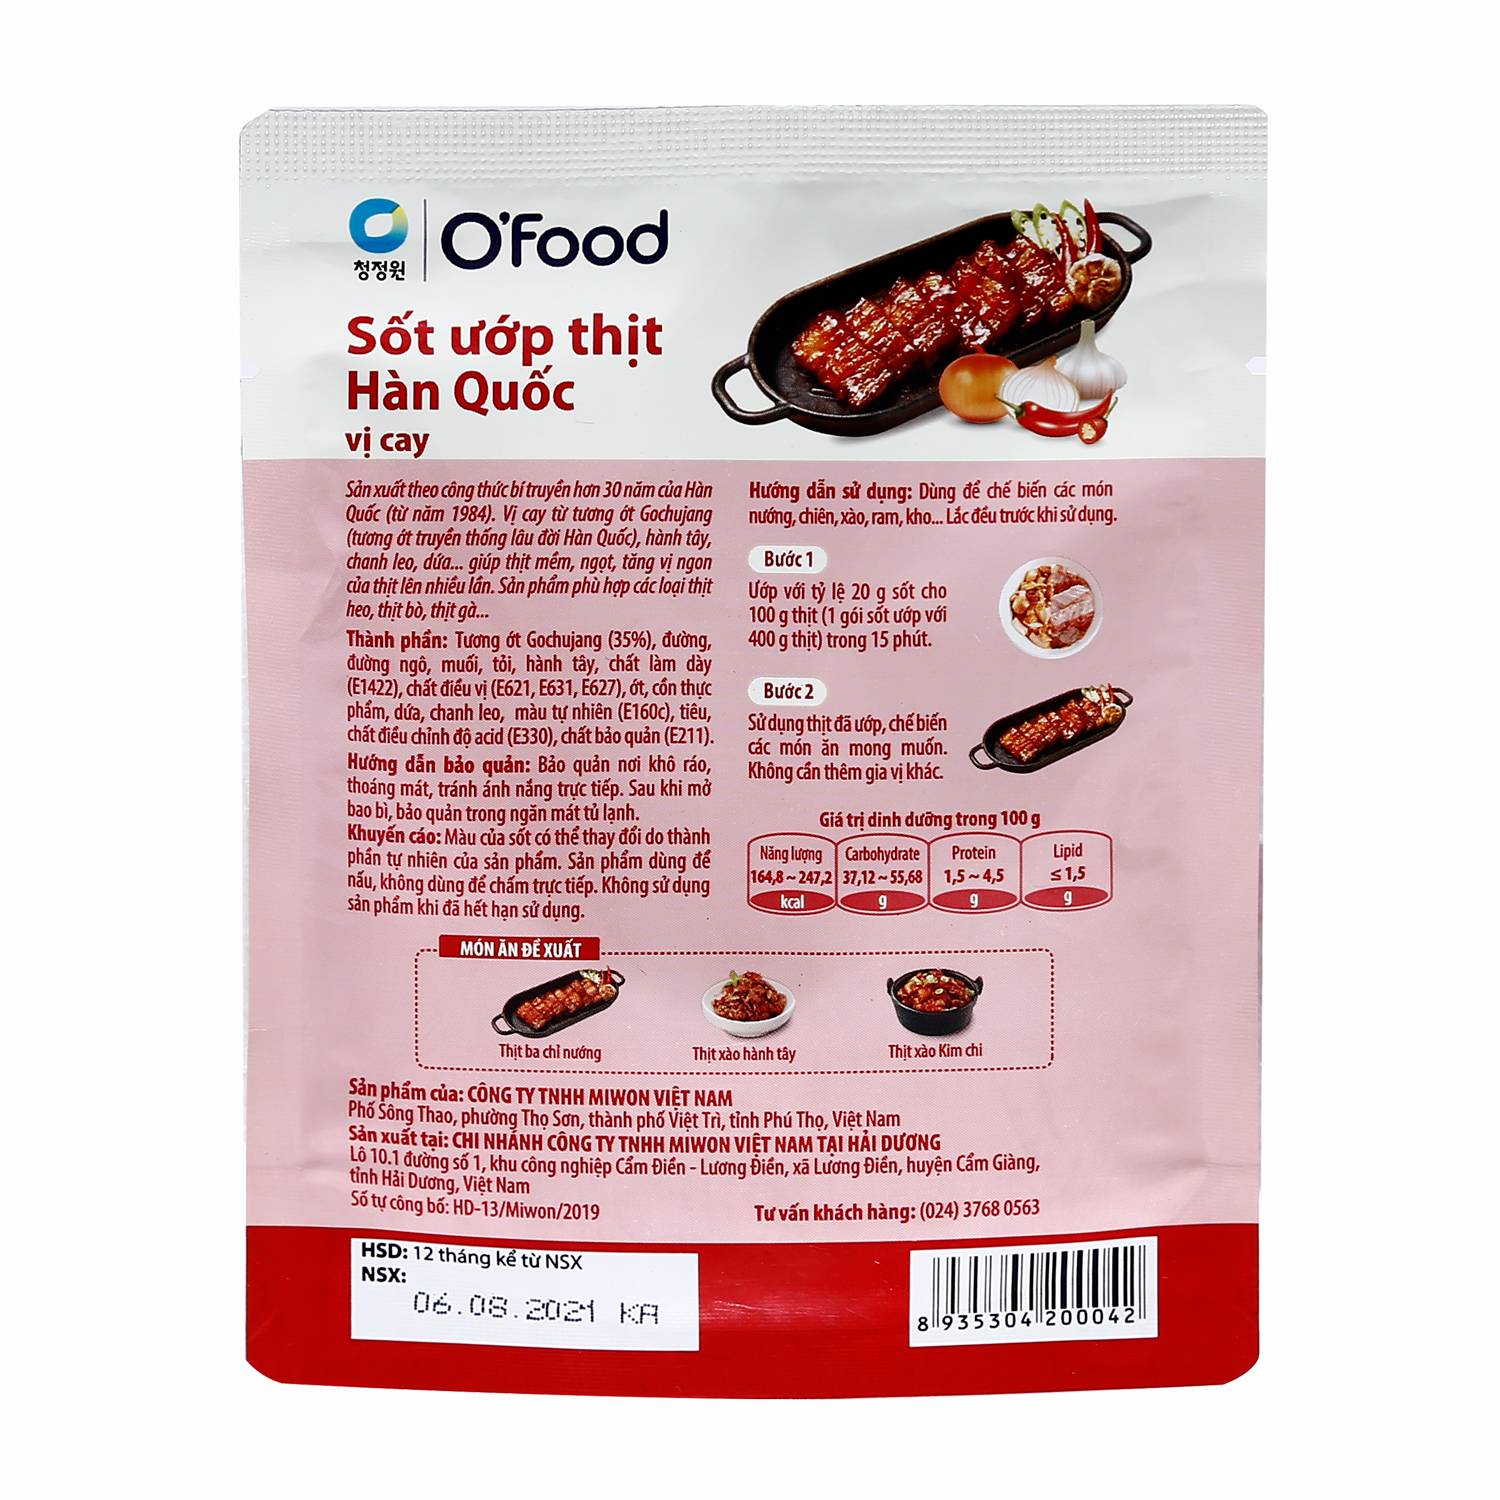 청정원
O'Food
Sốt ướp thịt
Hàn Quốc
vị cay
Sản xuất theo công thức bí truyền hơn 30 năm của Hàn
Quốc (từ năm 1984). Vị cay từ tương ớt Gochujang
(tương ớt truyền thống lâu đời Hàn Quốc), hành tây,
chanh leo, dứa... giúp thịt mềm, ngọt, tăng vị ngon
của thịt lên nhiều lần. Sản phẩm phù hợp các loại thịt
heo, thịt bò, thịt gà...
Thành phần: Tương ớt Gochujang (35%), đường,
đường ngô, muối, tỏi, hành tây, chất làm dày
(E1422), chất điều vị (E621, E631, E627), ớt, cồn thực
phẩm, dứa, chanh leo, màu tự nhiên (E160c), tiêu,
chất điều chỉnh độ acid (E330), chất bảo quản (E211).
Hướng dẫn bảo quản: Bảo quản nơi khô ráo,
thoáng mát, tránh ánh nắng trực tiếp. Sau khi mở
bao bì, bảo quản trong ngăn mát tủ lạnh.
Khuyến cáo: Màu của sốt có thể thay đổi do thành
phần tự nhiên của sản phẩm. Sản phẩm dùng để
nấu, không dùng để chấm trực tiếp. Không sử dụng
sản phẩm khi đã hết hạn sử dụng.
Hướng dẫn sử dụng: Dùng để chế biến các món
nướng, chiên, xào, ram, kho... Lắc đều trước khi sử dụng.
Bước 1
Ướp với tỷ lệ 20 g sốt cho
100 g thịt (1 gói sốt ướp với
400 g thịt) trong 15 phút.
Bước 2
Sử dụng thịt đã ướp, chế biến
các món ăn mong muốn.
Không cần thêm gia vị khác.
Giá trị dinh dưỡng trong 100 g
Năng lượng Carbohydrate Protein Lipid
164,8 ~ 247,2 37,12 ~ 55,68 1,5 ~ 4,5 ≤ 1,5
kcal g g g
MÓN ĂN ĐỀ XUẤT
Thịt ba chỉ nướng Thịt xào hành tây Thịt xào Kim chi
Sản phẩm của: CÔNG TY TNHH MIWON VIỆT NAM
Phố Sông Thao, phường Thọ Sơn, thành phố Việt Trì, tỉnh Phú Thọ, Việt Nam
Sản xuất tại: CHI NHÁNH CÔNG TY TNHH MIWON VIỆT NAM TẠI HẢI DƯƠNG
Lô 10.1 đường số 1, khu công nghiệp Cẩm Điền - Lương Điền, xã Lương Điền, huyện Cẩm Giàng,
tỉnh Hải Dương, Việt Nam
Số tự công bố: HD-13/Miwon/2019 Tư vấn khách hàng: (024) 3768 0563
HSD: 12 tháng kể từ NSX
NSX:
06.08.2021 KA
8 935304 200042